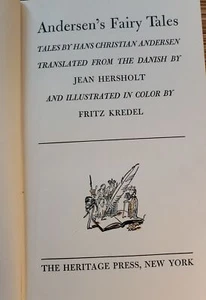 Andersen's Fairy Tales
TALES BY HANS CHRISTIAN ANDERSEN
TRANSLATED FROM THE DANISH BY
JEAN HERSHOLT
AND ILLUSTRATED IN COLOR BY
FRITZ KREDEL
THE HERITAGE PRESS, NEW YORK